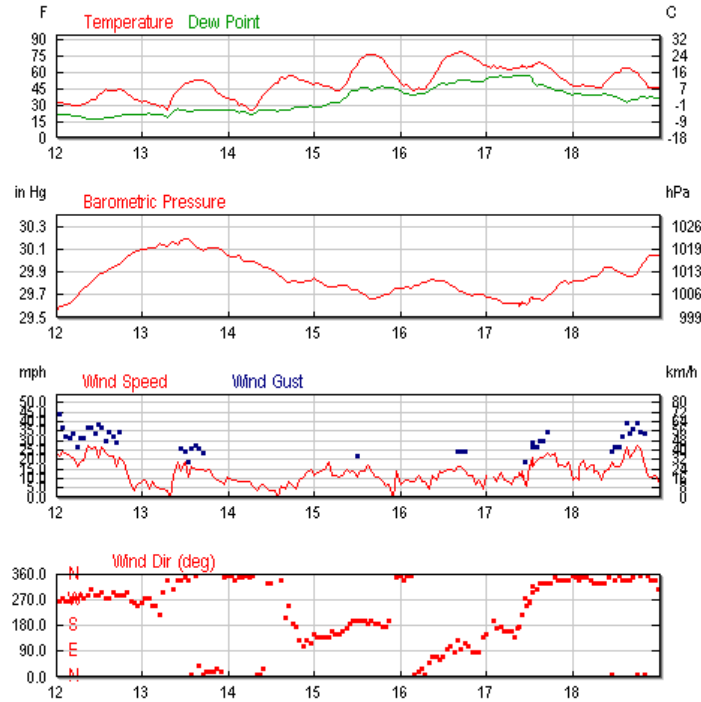 F Temperature Dew Point C
90 32
75 24
60 16
45 7
30 -1
15 -9
0 -18
12 13 14 15 16 17 18
in Hg Barometric Pressure hPa
30.3 1026
30.1 1019
29.9 1013
29.7 1006
29.5 999
12 13 14 15 16 17 18
mph Wind Speed Wind Gust km/h
50.0 80
45.0 72
40.0 64
35.0 56
30.0 48
25.0 40
20.0 32
15.0 24
10.0 16
5.0 8
0.0 0
12 13 14 15 16 17 18
Wind Dir (deg)
360.0 N
270.0 W
180.0 S
90.0 E
0.0 N
12 13 14 15 16 17 18